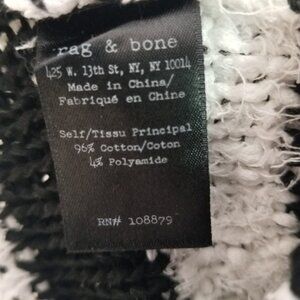 rag & bone
425 W. 13th St, NY, NY 10014
Made in China/
Fabriqué en Chine
Self/Tissu Principal
96% Cotton/Coton
4% Polyamide
RN# 108879